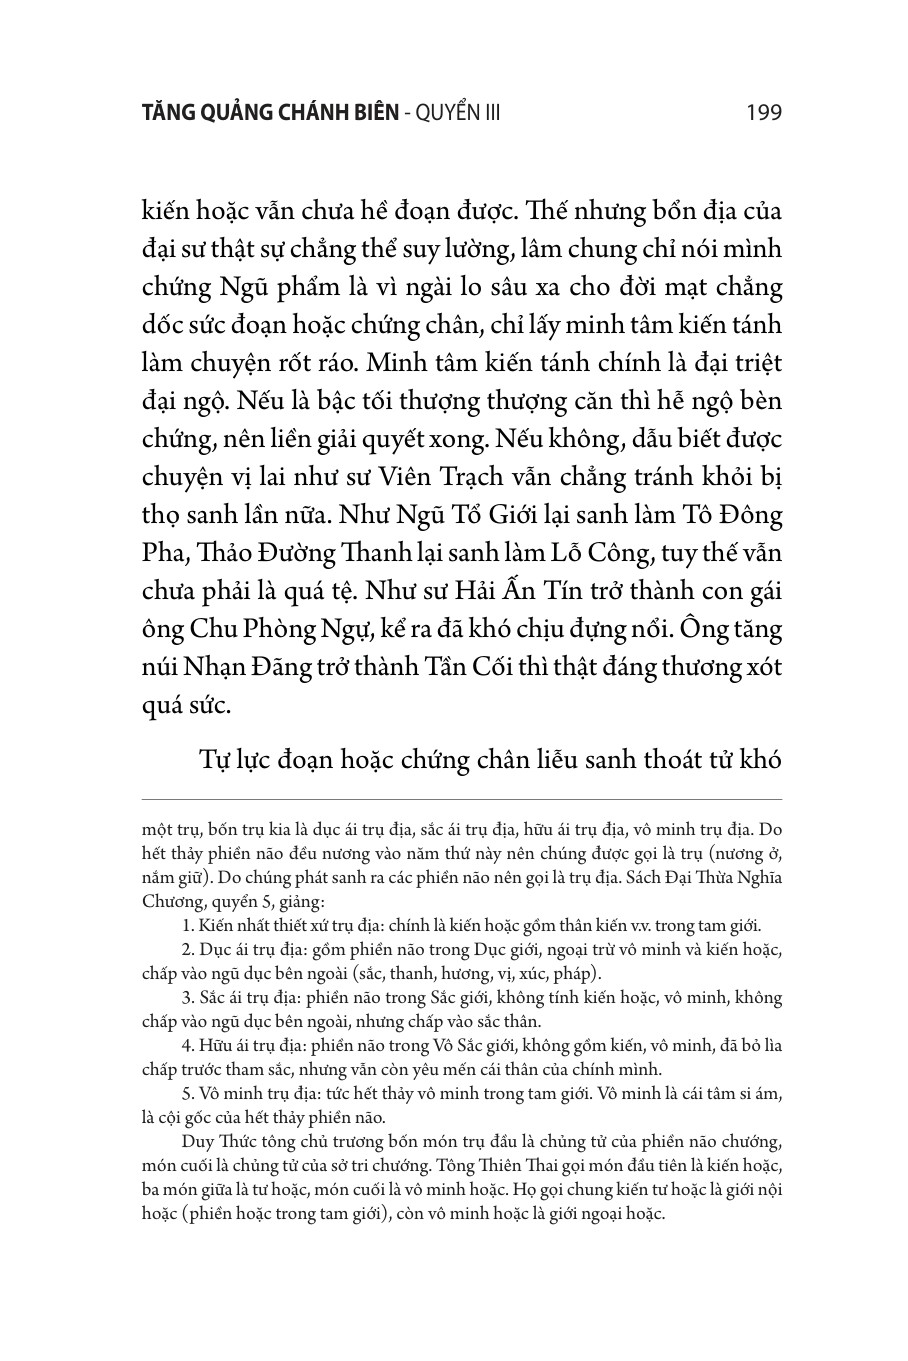 TĂNG QUẢNG CHÁNH BIÊN - QUYỂN III 199
kiến hoặc vẫn chưa hề đoạn được. Thế nhưng bổn địa của
đại sư thật sự chẳng thể suy lường, lâm chung chỉ nói mình
chứng Ngũ phẩm là vì ngài lo sâu xa cho đời mạt chẳng
dốc sức đoạn hoặc chứng chân, chỉ lấy minh tâm kiến tánh
làm chuyện rốt ráo. Minh tâm kiến tánh chính là đại triệt
đại ngộ. Nếu là bậc tối thượng thượng căn thì hễ ngộ bèn
chứng, nên liền giải quyết xong. Nếu không, dẫu biết được
chuyện vị lai như sư Viên Trạch vẫn chẳng tránh khỏi bị
thọ sanh lần nữa. Như Ngũ Tổ Giới lại sanh làm Tô Đông
Pha, Thảo Đường Thanh lại sanh làm Lỗ Công, tuy thế vẫn
chưa phải là quá tệ. Như sư Hải Ấn Tín trở thành con gái
ông Chu Phòng Ngự, kể ra đã khó chịu đựng nổi. Ông tăng
núi Nhạn Đãng trở thành Tần Cối thì thật đáng thương xót
quá sức.
Tự lực đoạn hoặc chứng chân liễu sanh thoát tử khó
một trụ, bốn trụ kia là dục ái trụ địa, sắc ái trụ địa, hữu ái trụ địa, vô minh trụ địa. Do
hết thảy phiền não đều nương vào năm thứ này nên chúng được gọi là trụ (nương ở,
nắm giữ). Do chúng phát sanh ra các phiền não nên gọi là trụ địa. Sách Đại Thừa Nghĩa
Chương, quyển 5, giảng:
1. Kiến nhất thiết xứ trụ địa: chính là kiến hoặc gồm thân kiến v.v. trong tam giới.
2. Dục ái trụ địa: gồm phiền não trong Dục giới, ngoại trừ vô minh và kiến hoặc,
chấp vào ngũ dục bên ngoài (sắc, thanh, hương, vị, xúc, pháp).
3. Sắc ái trụ địa: phiền não trong Sắc giới, không tính kiến hoặc, vô minh, không
chấp vào ngũ dục bên ngoài, nhưng chấp vào sắc thân.
4. Hữu ái trụ địa: phiền não trong Vô Sắc giới, không gồm kiến, vô minh, đã bỏ lìa
chấp trước tham sắc, nhưng vẫn còn yêu mến cái thân của chính mình.
5. Vô minh trụ địa: tức hết thảy vô minh trong tam giới. Vô minh là cái tâm si ám,
là cội gốc của hết thảy phiền não.
Duy Thức tông chủ trương bốn món trụ đầu là chủng tử của phiền não chướng,
món cuối là chủng tử của sở tri chướng. Tông Thiên Thai gọi món đầu tiên là kiến hoặc,
ba món giữa là tư hoặc, món cuối là vô minh hoặc. Họ gọi chung kiến tư hoặc là giới nội
hoặc (phiền hoặc trong tam giới), còn vô minh hoặc là giới ngoại hoặc.